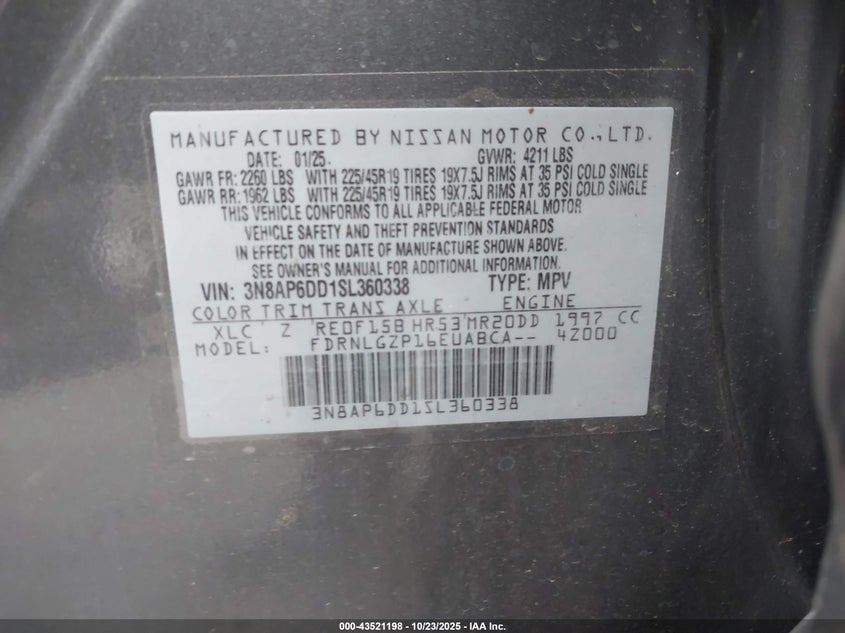 MANUFACTURED BY NISSAN MOTOR CO.,LTD.
DATE: 01/25. GVWR: 4211 LBS
GAWR FR: 2260 LBS WITH 225/45R19 TIRES 19X7.5J RIMS AT 35 PSI COLD SINGLE
GAWR RR: 1962 LBS WITH 225/45R19 TIRES 19X7.5J RIMS AT 35 PSI COLD SINGLE
THIS VEHICLE CONFORMS TO ALL APPLICABLE FEDERAL MOTOR
VEHICLE SAFETY AND THEFT PREVENTION STANDARDS
IN EFFECT ON THE DATE OF MANUFACTURE SHOWN ABOVE.
SEE OWNER'S MANUAL FOR ADDITIONAL INFORMATION.
VIN: 3N8AP6DD1SL360338 TYPE: MPV
COLOR TRIM TRANS AXLE ENGINE
XLC Z RE0F15B HR53 MR20DD 1997 CC
MODEL: FDRNLGZP16EUABCA-- 4Z000
3N8AP6DD1SL360338
000-43521198 - 10/23/2025 - IAA Inc.